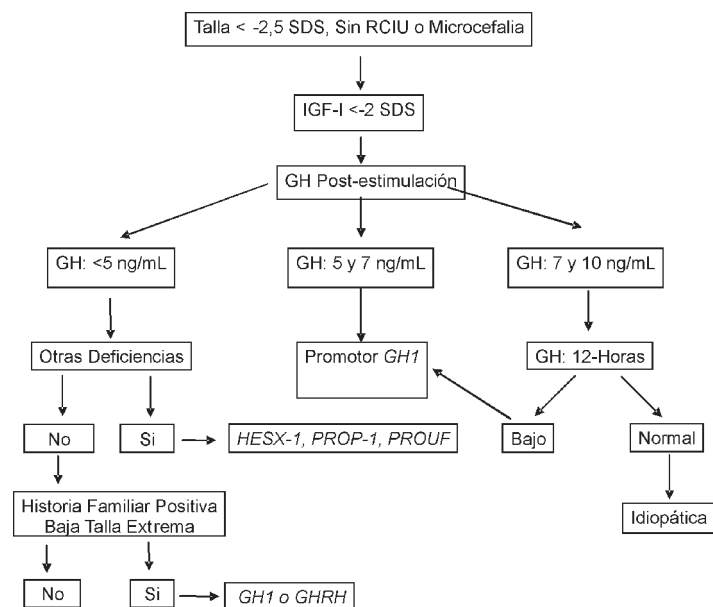 Talla < -2,5 SDS, Sin RCIU o Microcefalia
IGF-I <-2 SDS
GH Post-estimulación
GH: <5 ng/mL
GH: 5 y 7 ng/mL
GH: 7 y 10 ng/mL
Otras Deficiencias
Promotor GH1
GH: 12-Horas
No
Si
HESX-1, PROP-1, PROUF
Bajo
Normal
Historia Familiar Positiva
Baja Talla Extrema
Idiopática
No
Si
GH1 o GHRH